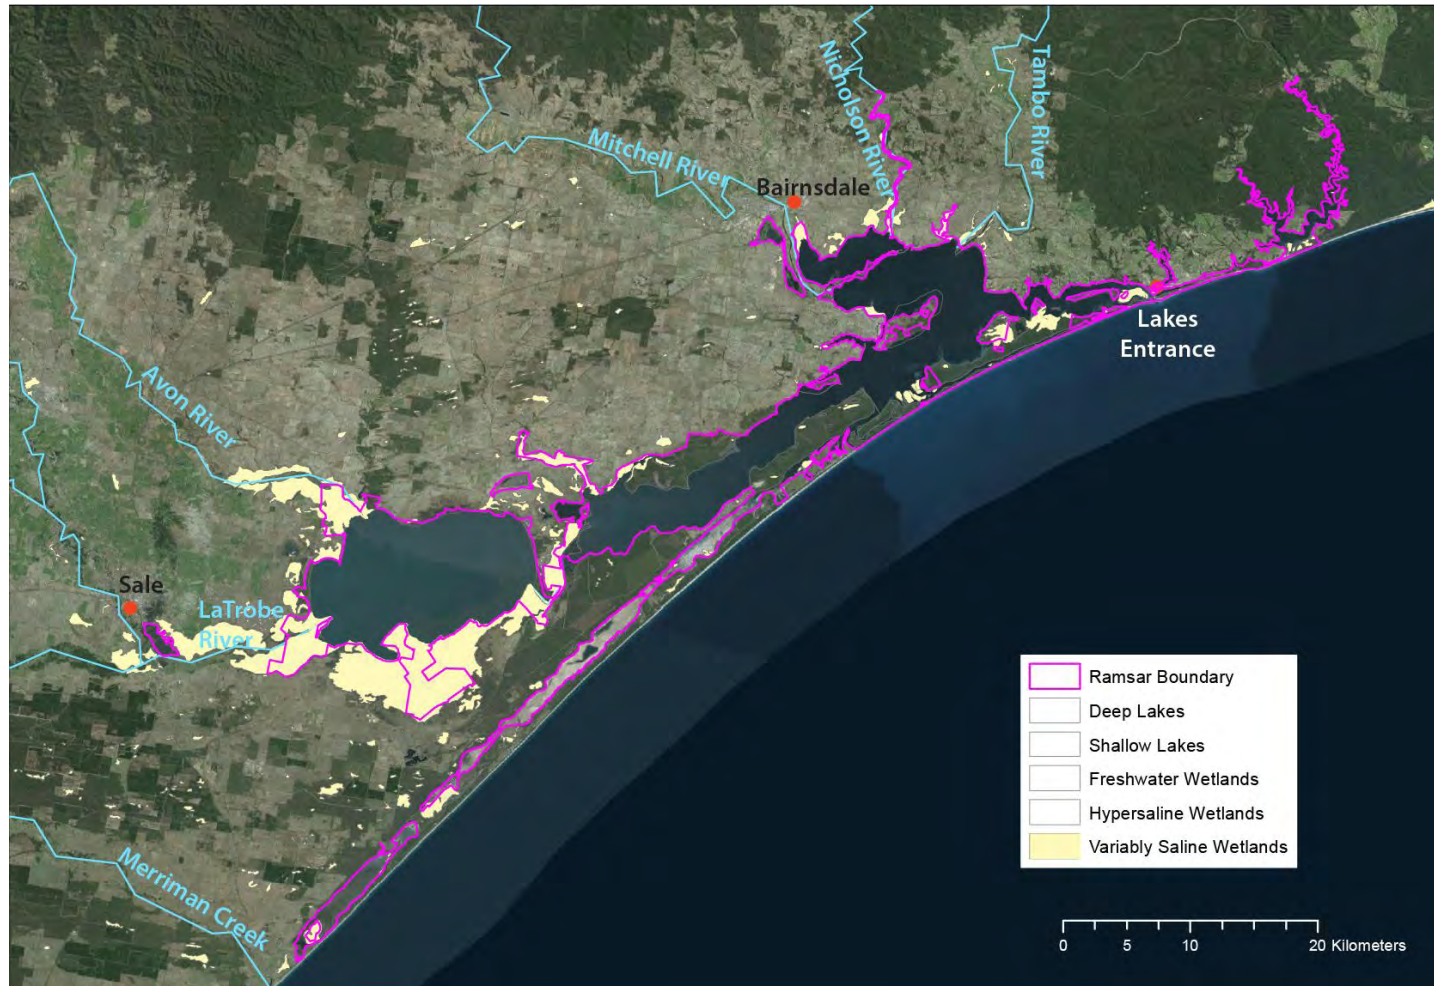 Nicholson River
Tambo River
Mitchell River
Bairnsdale
Lakes
Entrance
Avon River
Sale
LaTrobe
River
Merriman Creek
Ramsar Boundary
Deep Lakes
Shallow Lakes
Freshwater Wetlands
Hypersaline Wetlands
Variably Saline Wetlands
0 5 10 20 Kilometers